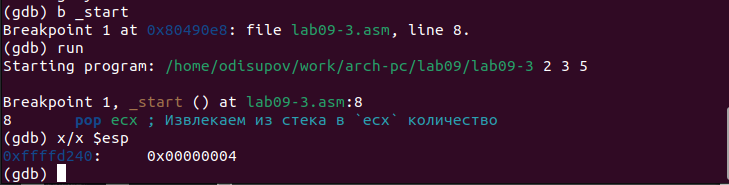 (gdb) b _start
Breakpoint 1 at 0x80490e8: file lab09-3.asm, line 8.
(gdb) run
Starting program: /home/odisupov/work/arch-pc/lab09/lab09-3 2 3 5
Breakpoint 1, _start () at lab09-3.asm:8
8       pop ecx ; Извлекаем из стека в `ecx` количество
(gdb) x/x $esp
0xffffd240:     0x00000004
(gdb)